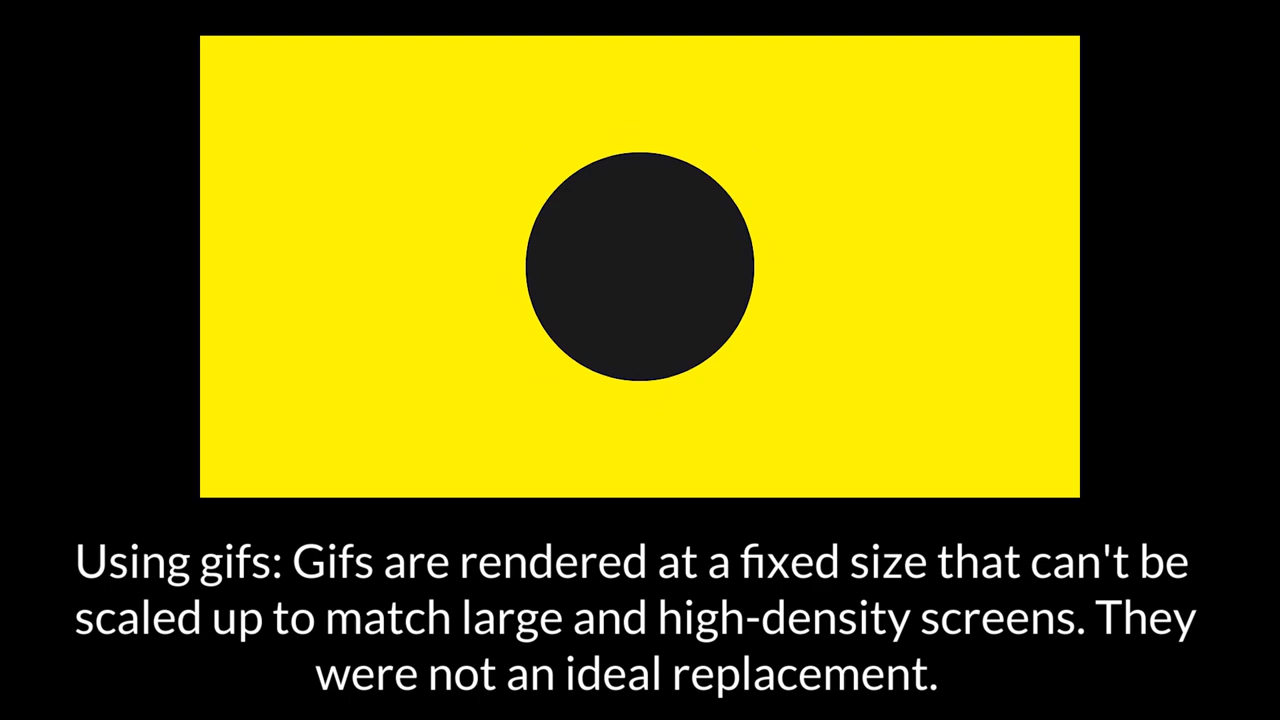 Using gifs: Gifs are rendered at a fixed size that can't be
scaled up to match large and high-density screens. They
were not an ideal replacement.